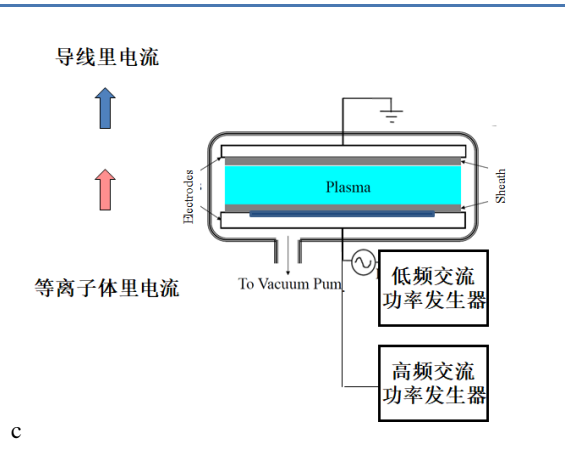 导线里电流
Electrodes
Plasma
Sheath
等离子体里电流
To Vacuum Pum
低频交流
功率发生器
高频交流
功率发生器
c